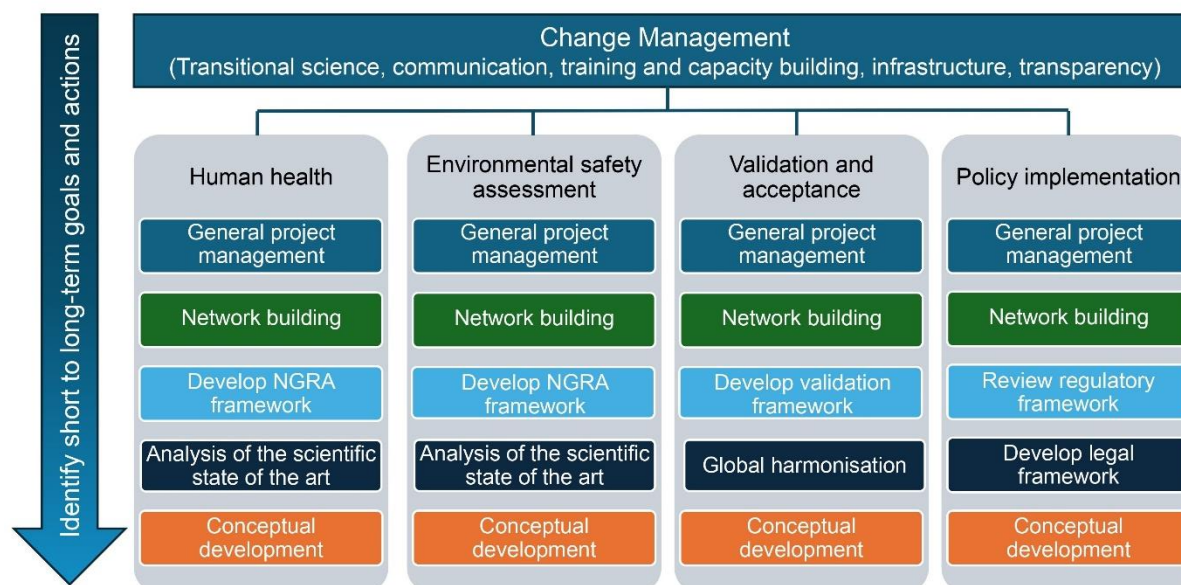 Identify short to long-term goals and actions
Change Management
(Transitional science, communication, training and capacity building, infrastructure, transparency)
Human health
General project
management
Network building
Develop NGRA
framework
Analysis of the scientific
state of the art
Conceptual
development
Environmental safety
assessment
General project
management
Network building
Develop NGRA
framework
Analysis of the scientific
state of the art
Conceptual
development
Validation and
acceptance
General project
management
Network building
Develop validation
framework
Global harmonisation
Conceptual
development
Policy implementation
General project
management
Network building
Review regulatory
framework
Develop legal
framework
Conceptual
development